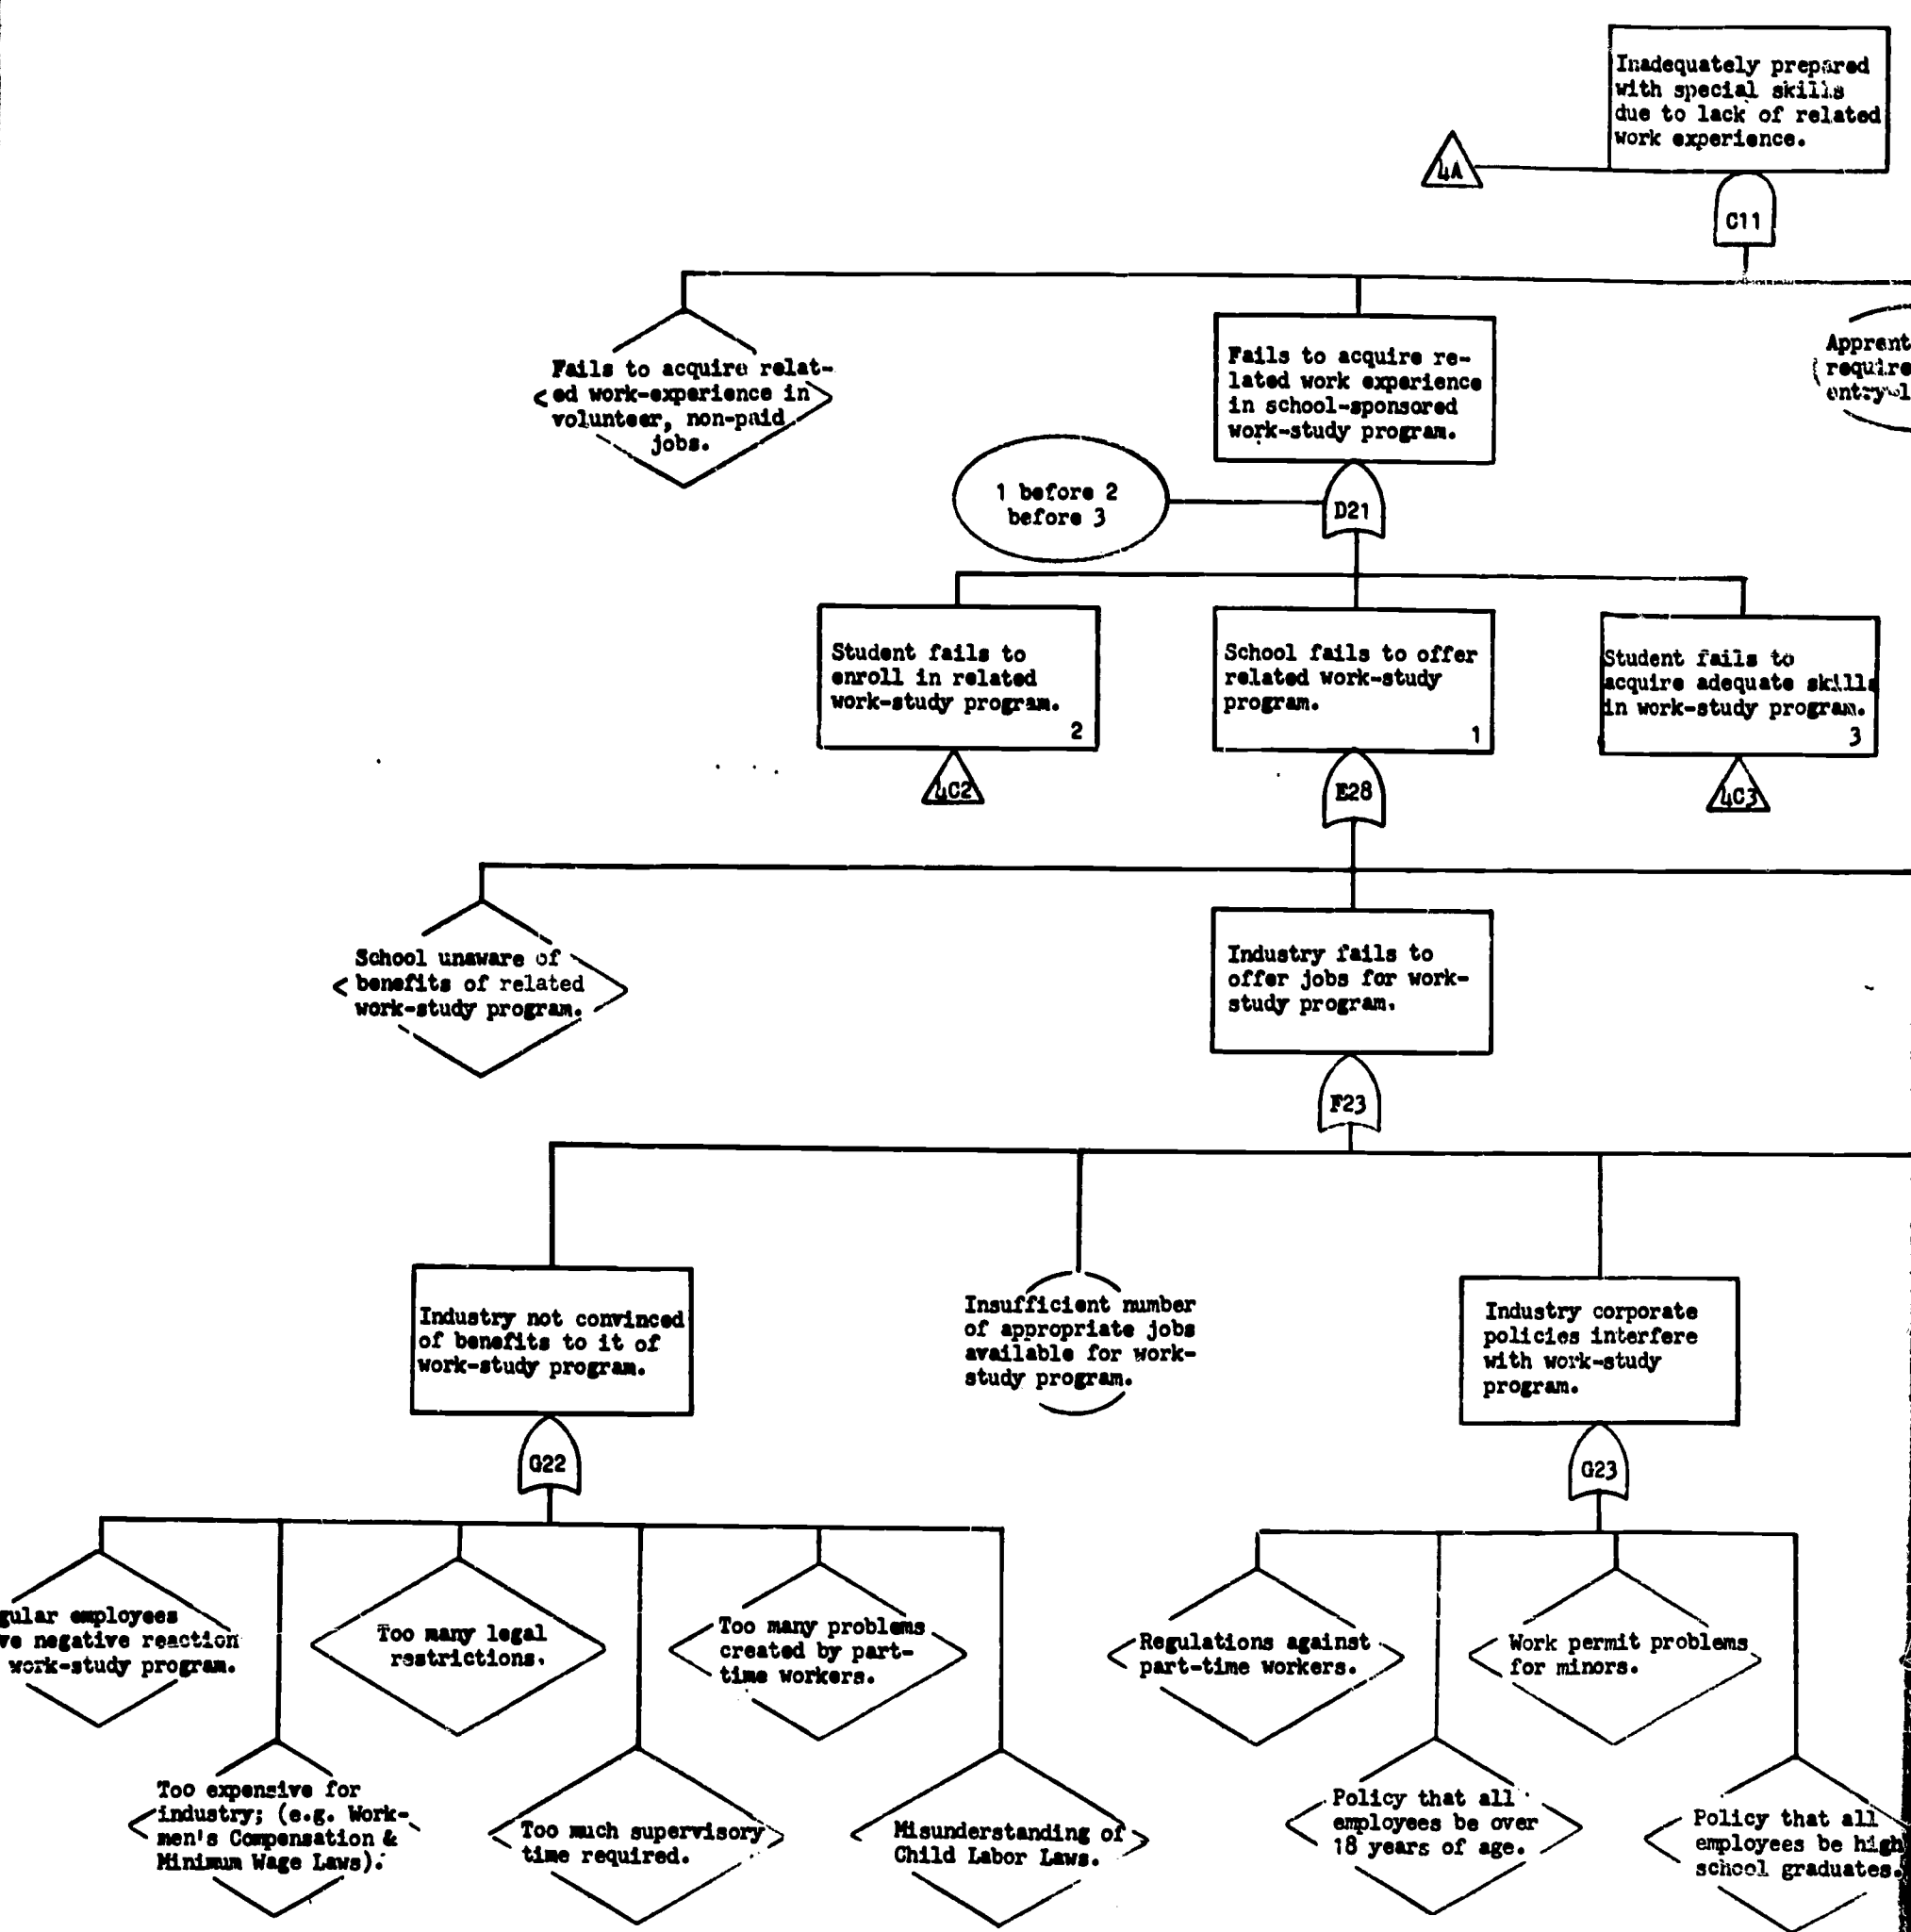 Inadequately prepared
with special skills
due to lack of related
work experience.
4A
C11
Fails to acquire relat-
ed work-experience in
volunteer, non-paid
jobs.
Fails to acquire re-
lated work experience
in school-sponsored
work-study program.
Apprent
require
entry-l
1 before 2
before 3
D21
Student fails to
enroll in related
work-study program.
2
School fails to offer
related work-study
program.
1
Student fails to
acquire adequate skills
in work-study program.
3
4C2
E28
4C3
School unaware of
benefits of related
work-study program.
Industry fails to
offer jobs for work-
study program.
F23
Industry not convinced
of benefits to it of
work-study program.
Insufficient number
of appropriate jobs
available for work-
study program.
Industry corporate
policies interfere
with work-study
program.
G22
G23
gular employees
ve negative reaction
work-study program.
Too many legal
restrictions.
Too many problems
created by part-
time workers.
Regulations against
part-time workers.
Work permit problems
for minors.
Too expensive for
industry; (e.g. Work-
men's Compensation &
Minimum Wage Laws).
Too much supervisory
time required.
Misunderstanding of
Child Labor Laws.
Policy that all
employees be over
18 years of age.
Policy that all
employees be high
school graduates.